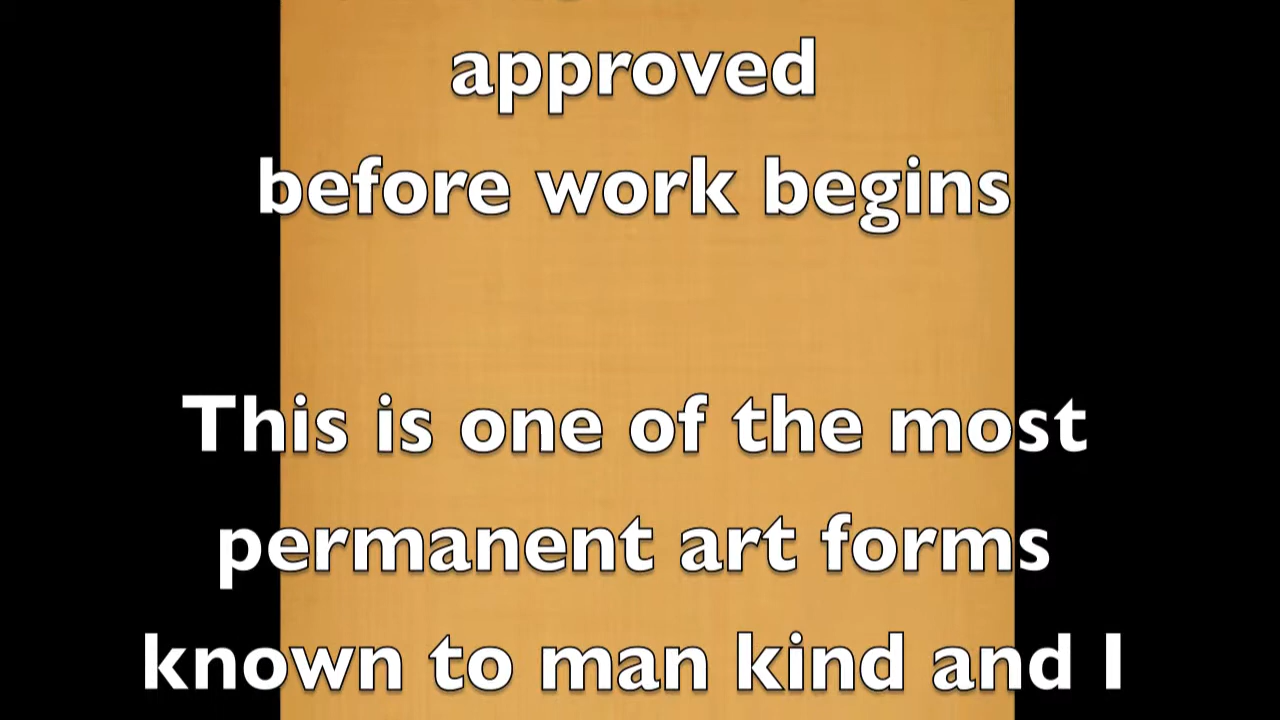 approved
before work begins
This is one of the most
permanent art forms
known to man kind and I